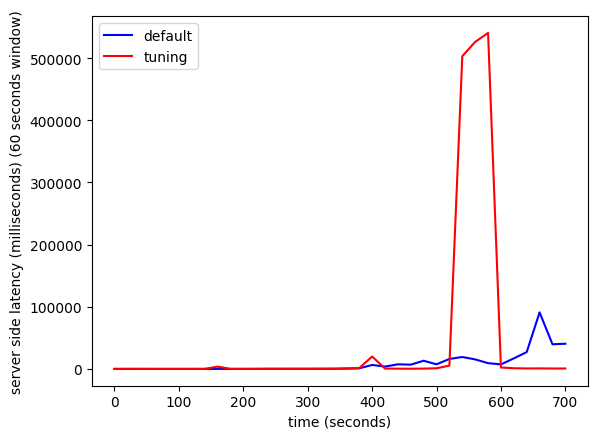 default
tuning
server side latency (milliseconds) (60 seconds window)
500000
400000
300000
200000
100000
0
0 100 200 300 400 500 600 700
time (seconds)